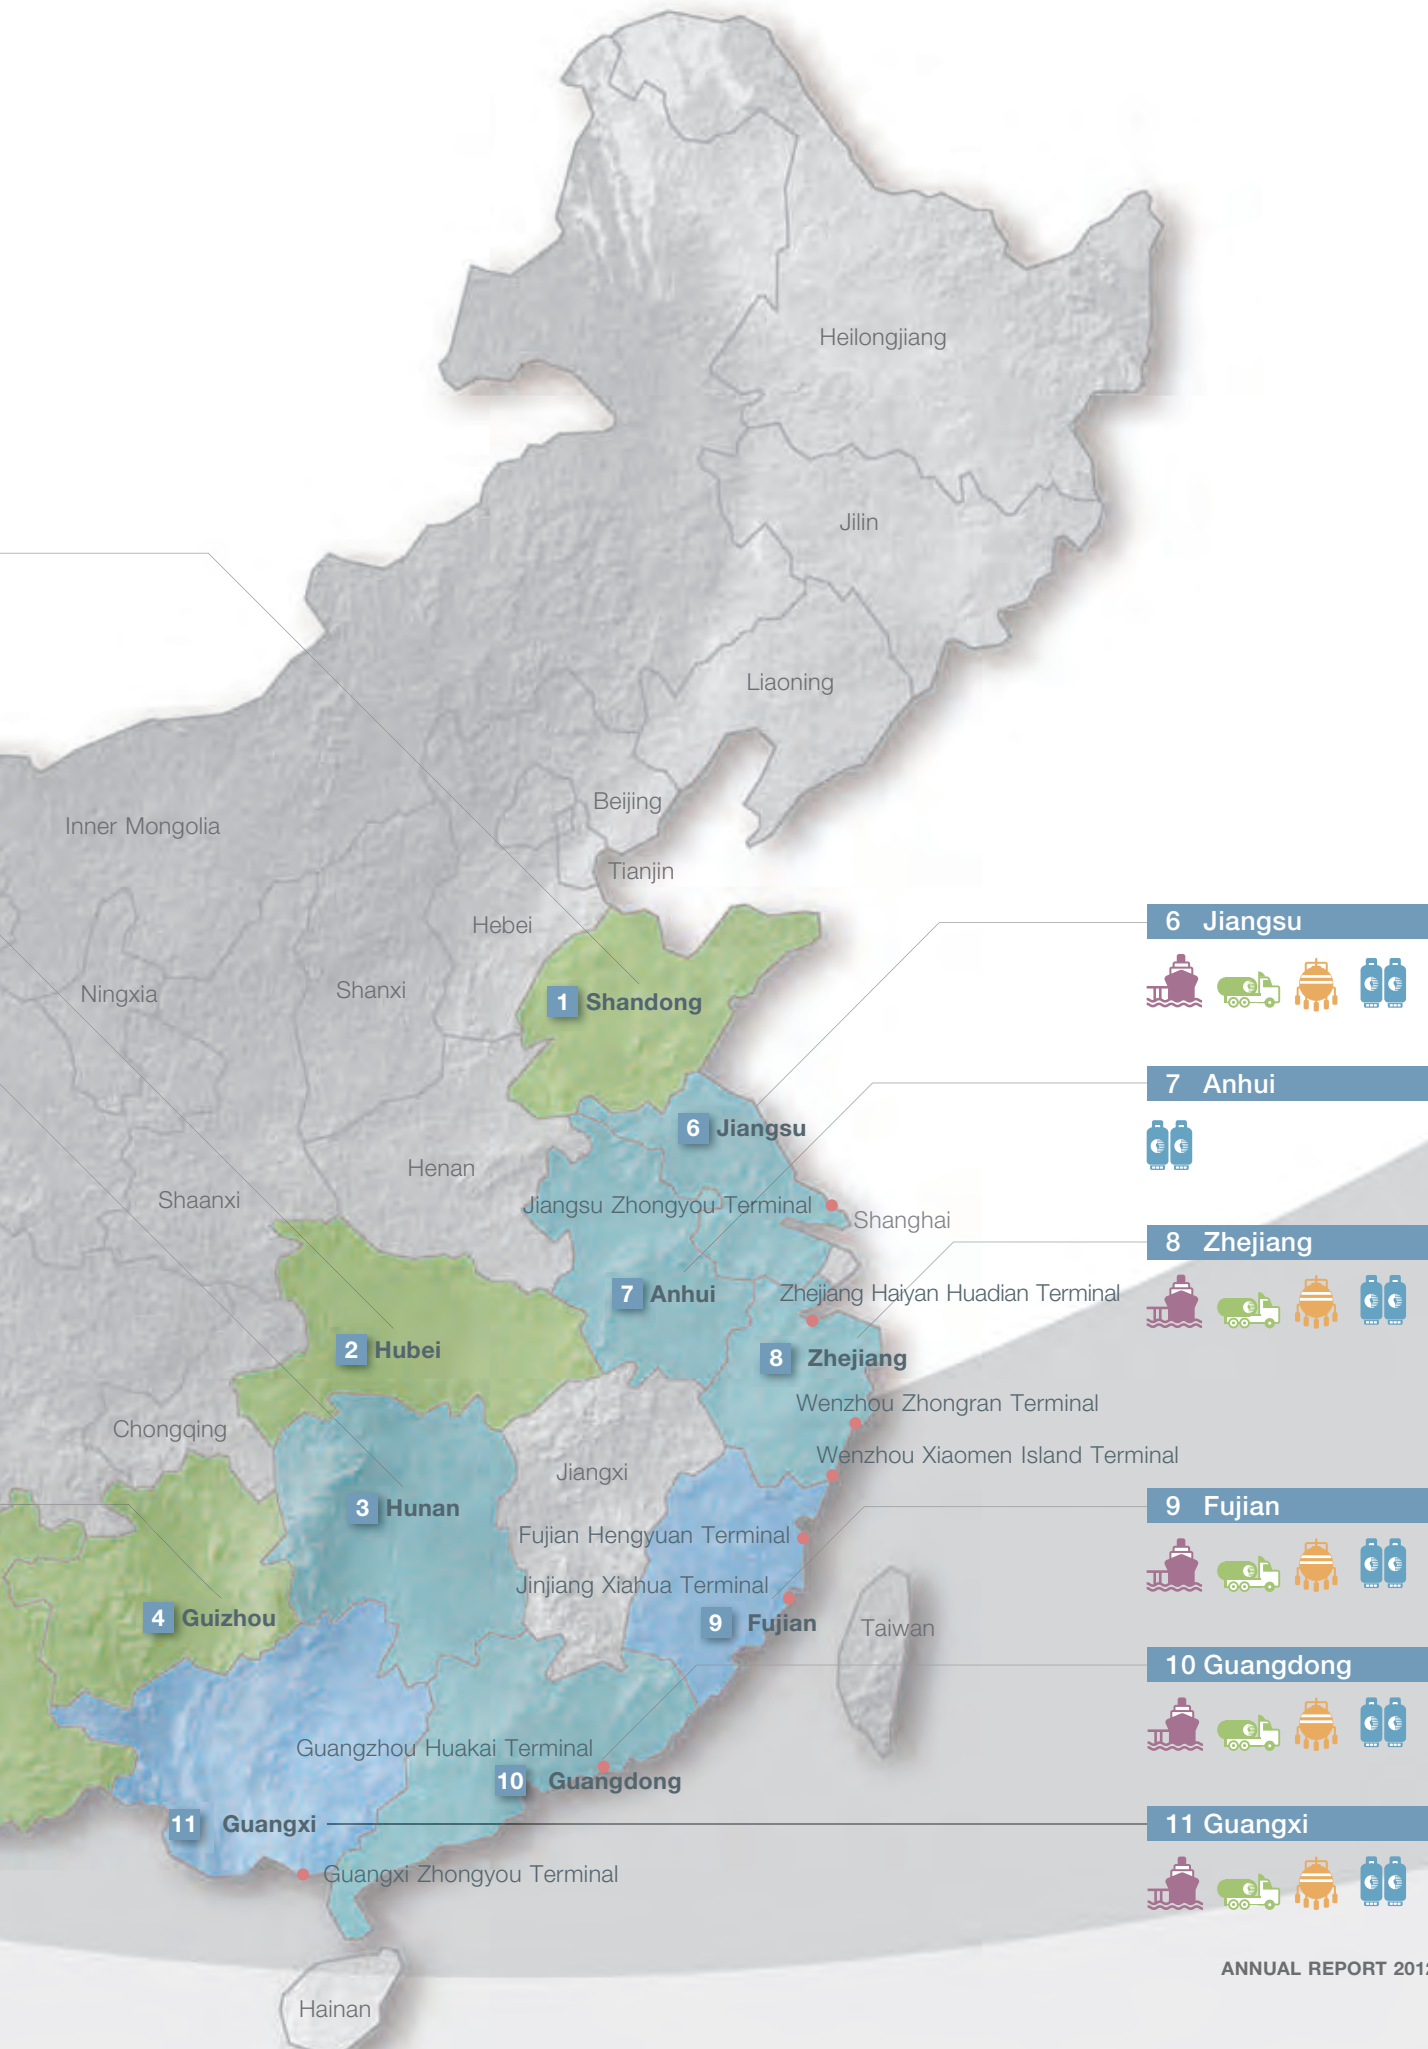 Heilongjiang
Jilin
Liaoning
Beijing
Inner Mongolia
Tianjin
Hebei
Ningxia
Shanxi
1 Shandong
6 Jiangsu
7 Anhui
8 Zhejiang
9 Fujian
10 Guangdong
11 Guangxi
6 Jiangsu
Henan
Shaanxi
Jiangsu Zhongyou Terminal
Shanghai
7 Anhui
Zhejiang Haiyan Huadian Terminal
2 Hubei
8 Zhejiang
Wenzhou Zhongran Terminal
Chongqing
Wenzhou Xiaomen Island Terminal
Jiangxi
3 Hunan
Fujian Hengyuan Terminal
Jinjiang Xiahua Terminal
4 Guizhou
9 Fujian
Taiwan
Guangzhou Huakai Terminal
10 Guangdong
11 Guangxi
Guangxi Zhongyou Terminal
Hainan
ANNUAL REPORT 2012